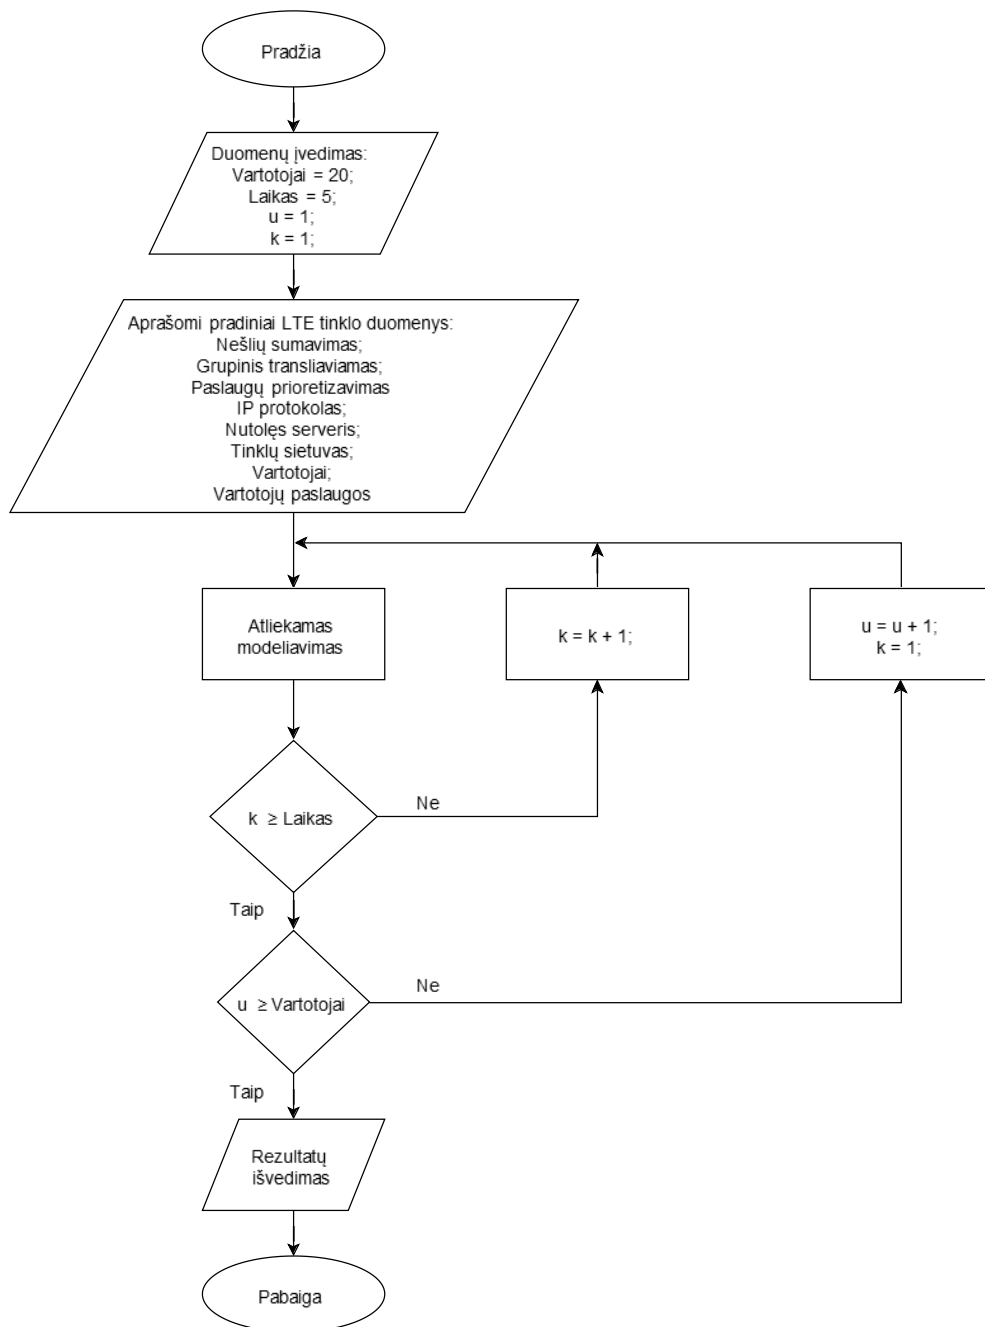 Pradžia
Duomenų įvedimas:
Vartotojai = 20;
Laikas = 5;
u = 1;
k = 1;
Aprašomi pradiniai LTE tinklo duomenys:
Nešlių sumavimas;
Grupinis transliaviamas;
Paslaugų prioretizavimas
IP protokolas;
Nutolęs serveris;
Tinklų sietuvas;
Vartotojai;
Vartotojų paslaugos
Atliekamas
modeliavimas
k = k + 1;
u = u + 1;
k = 1;
k ≥ Laikas
Ne
Taip
u ≥ Vartotojai
Ne
Taip
Rezultatų
išvedimas
Pabaiga